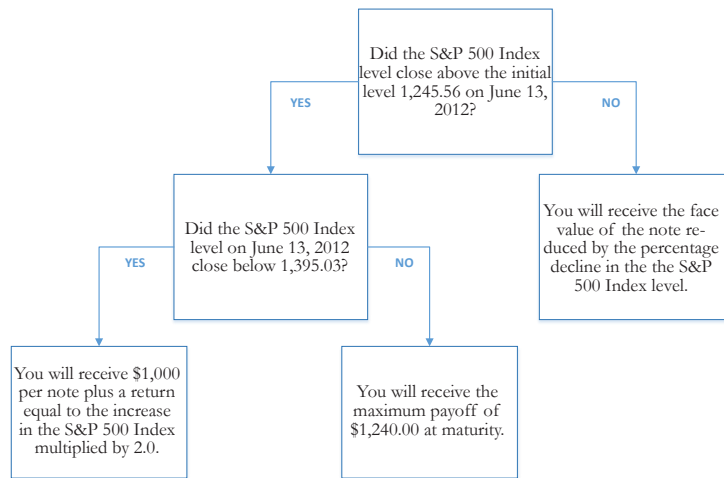 Did the S&P 500 Index
level close above the initial
level 1,245.56 on June 13,
2012?
YES
NO
Did the S&P 500 Index
level on June 13, 2012
close below 1,395.03?
You will receive the face
value of the note re-
duced by the percentage
decline in the the S&P
500 Index level.
YES
NO
You will receive $1,000
per note plus a return
equal to the increase
in the S&P 500 Index
multiplied by 2.0.
You will receive the
maximum payoff of
$1,240.00 at maturity.